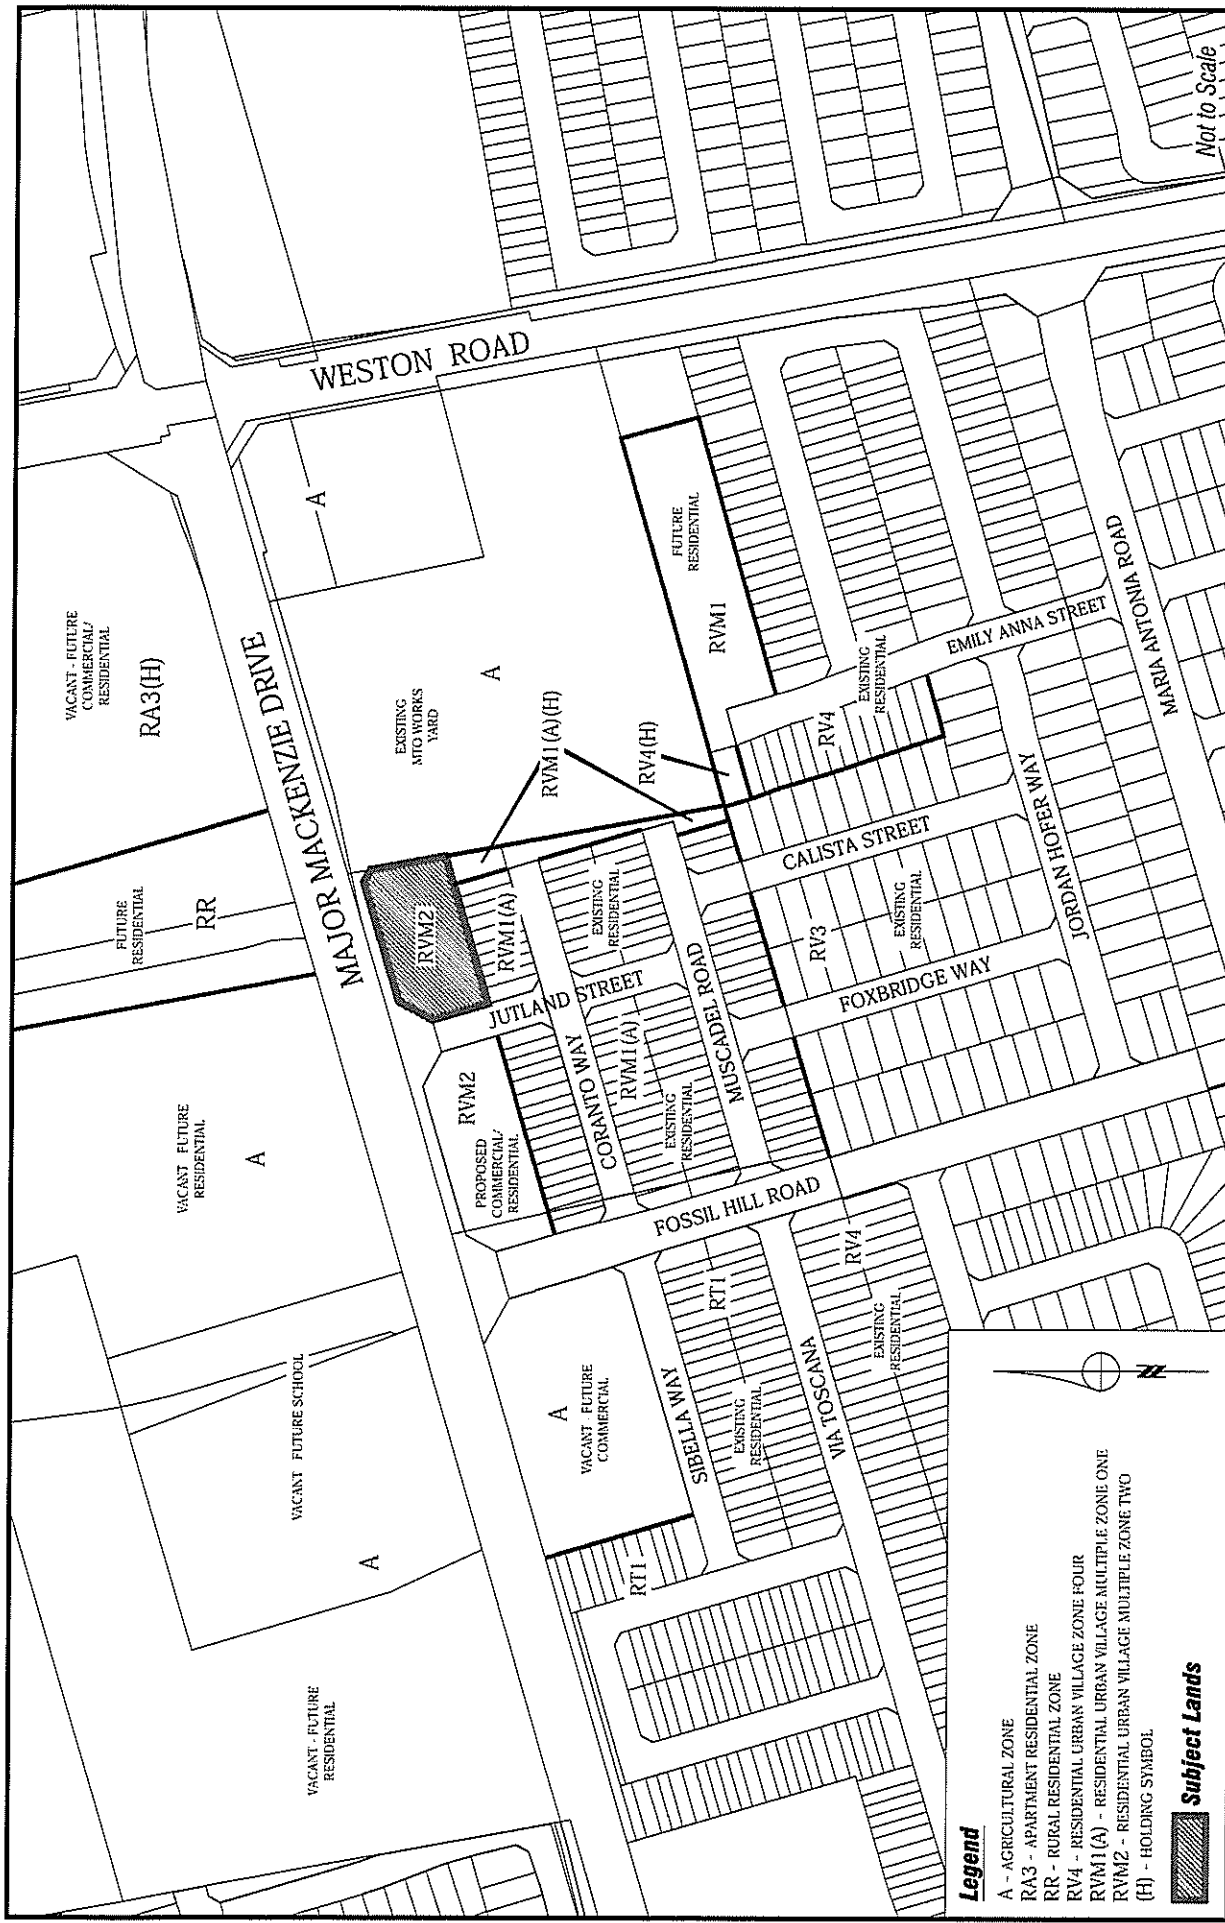 VACANT - FUTURE
COMMERCIAL/
RESIDENTIAL
RA3(H)
FUTURE
RESIDENTIAL
RR
VACANT FUTURE
RESIDENTIAL
A
VACANT FUTURE SCHOOL
A
VACANT - FUTURE
RESIDENTIAL
MAJOR MACKENZIE DRIVE
WESTON ROAD
A
EXISTING
MTO WORKS
YARD
A
RVM1(A)(H)
RV4(H)
FUTURE
RESIDENTIAL
RVM1
RVM2
RVM1(A)
EXISTING
RESIDENTIAL
JUTLAND STREET
CORANTO WAY
RVM1(A)
EXISTING
RESIDENTIAL
MUSCADEL ROAD
RVM2
PROPOSED
COMMERCIAL/
RESIDENTIAL
FOSSIL HILL ROAD
A
VACANT - FUTURE
COMMERCIAL
SIBELLA WAY
RT1
EXISTING
RESIDENTIAL
VIA TOSCANA
RT1
RV4
EXISTING
RESIDENTIAL
RV3
EXISTING
RESIDENTIAL
FOXBRIDGE WAY
CALISTA STREET
JORDAN HOFER WAY
RV4
EXISTING
RESIDENTIAL
EMILY ANNA STREET
MARIA ANTONIA ROAD
Not to Scale
Legend
A - AGRICULTURAL ZONE
RA3 - APARTMENT RESIDENTIAL ZONE
RR - RURAL RESIDENTIAL ZONE
RV4 - RESIDENTIAL URBAN VILLAGE ZONE FOUR
RVM1(A) - RESIDENTIAL URBAN VILLAGE MULTIPLE ZONE ONE
RVM2 - RESIDENTIAL URBAN VILLAGE MULTIPLE ZONE TWO
(H) - HOLDING SYMBOL
Subject Lands
N